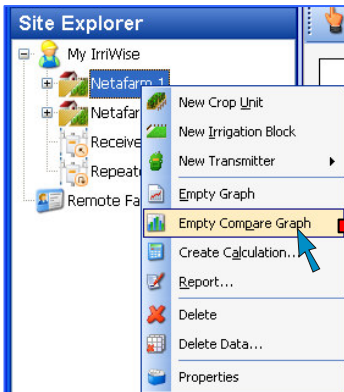 Site Explorer
My IrriWise
Netafarm 1
Netafar
Receive
Repeat
Remote Fa
New Crop Unit
New Irrigation Block
New Transmitter
Empty Graph
Empty Compare Graph
Create Calculation...
Report...
Delete
Delete Data...
Properties